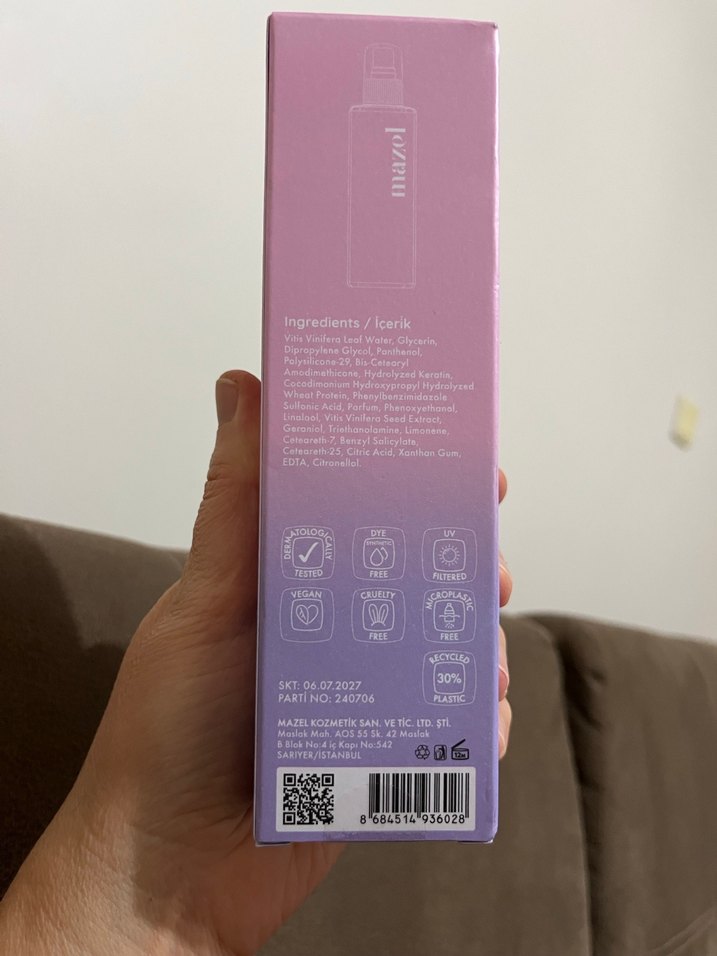 mazel
Ingredients / İçerik
Vitis Vinifera Leaf Water, Glycerin,
Dipropylene Glycol, Panthenol,
Polysilicone-29, Bis-Cetearyl
Amodimethicone, Hydrolyzed Keratin,
Cocodimonium Hydroxypropyl Hydrolyzed
Wheat Protein, Phenylbenzimidazole
Sulfonic Acid, Parfum, Phenoxyethanol,
Linalool, Vitis Vinifera Seed Extract,
Geraniol, Triethanolamine, Limonene,
Ceteareth-7, Benzyl Salicylate,
Ceteareth-25, Citric Acid, Xanthan Gum,
EDTA, Citronellol.
DERMATOLOGICALLY
TESTED
DYE
SYNTHETIC
FREE
UV
FILTERED
VEGAN
CRUELTY
FREE
MICROPLASTIC
FREE
RECYCLED
30%
PLASTIC
SKT: 06.07.2027
PARTİ NO: 240706
MAZEL KOZMETİK SAN. VE TİC. LTD. ŞTİ.
Maslak Mah. AOS 55 Sk. 42 Maslak
B Blok No:4 iç Kapı No:542
SARIYER/İSTANBUL
12M
8 684514 936028